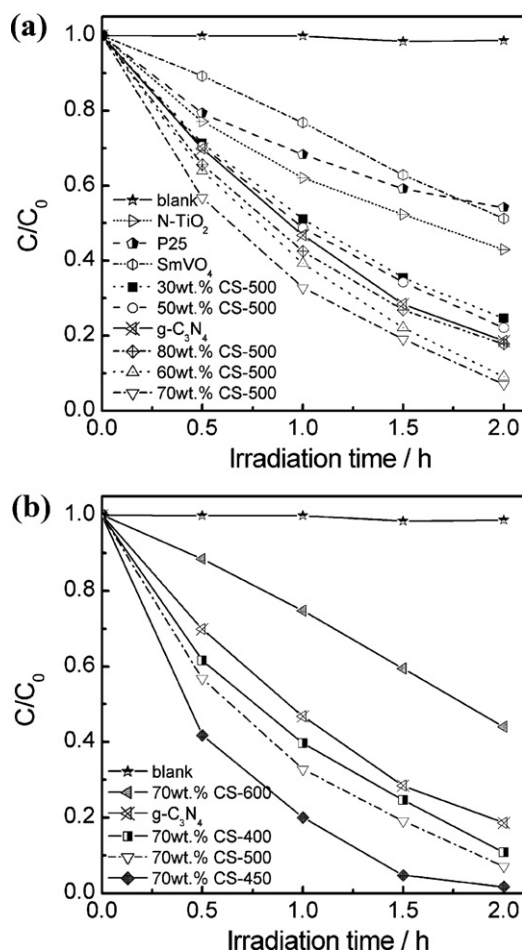 (a)
1.0
0.8
0.6
0.4
0.2
0.0
C/C₀
blank
N-TiO₂
P25
SmVO₄
30wt.% CS-500
50wt.% CS-500
g-C₃N₄
80wt.% CS-500
60wt.% CS-500
70wt.% CS-500
0.0 0.5 1.0 1.5 2.0
Irradiation time / h
(b)
1.0
0.8
0.6
0.4
0.2
0.0
C/C₀
blank
70wt.% CS-600
g-C₃N₄
70wt.% CS-400
70wt.% CS-500
70wt.% CS-450
0.0 0.5 1.0 1.5 2.0
Irradiation time / h